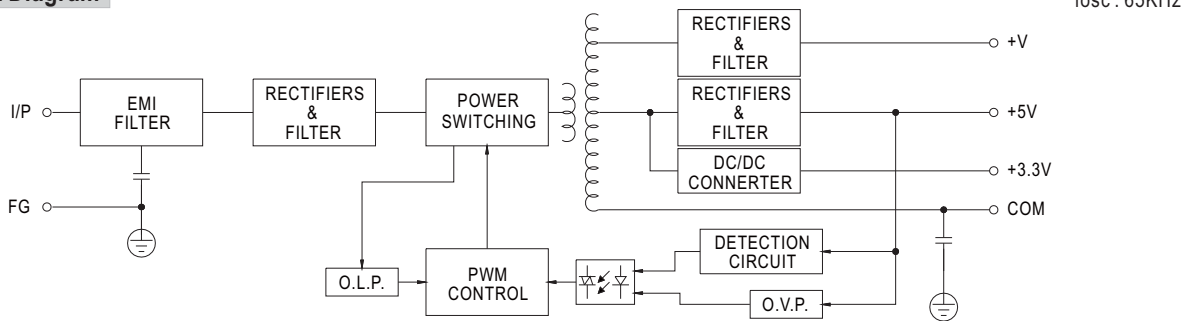 Diagram
fosc : 65KHz
RECTIFIERS
&
FILTER
+V
I/P
EMI
FILTER
RECTIFIERS
&
FILTER
POWER
SWITCHING
RECTIFIERS
&
FILTER
+5V
DC/DC
CONNERTER
+3.3V
FG
COM
DETECTION
CIRCUIT
O.L.P.
PWM
CONTROL
O.V.P.